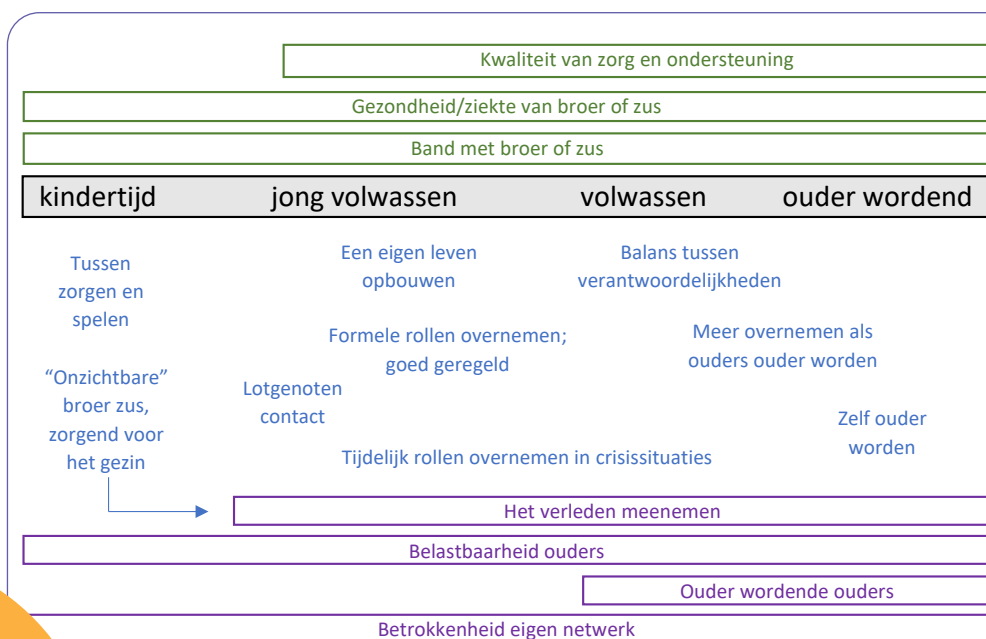 Kwaliteit van zorg en ondersteuning
Gezondheid/ziekte van broer of zus
Band met broer of zus
kindertijd jong volwassen volwassen ouder wordend
Tussen
zorgen en
spelen
Een eigen leven
opbouwen
Balans tussen
verantwoordelijkheden
Formele rollen overnemen;
goed geregeld
Meer overnemen als
ouders ouder worden
“Onzichtbare”
broer zus,
zorgend voor
het gezin
Lotgenoten
contact
Zelf ouder
worden
Tijdelijk rollen overnemen in crisissituaties
Het verleden meenemen
Belastbaarheid ouders
Ouder wordende ouders
Betrokkenheid eigen netwerk